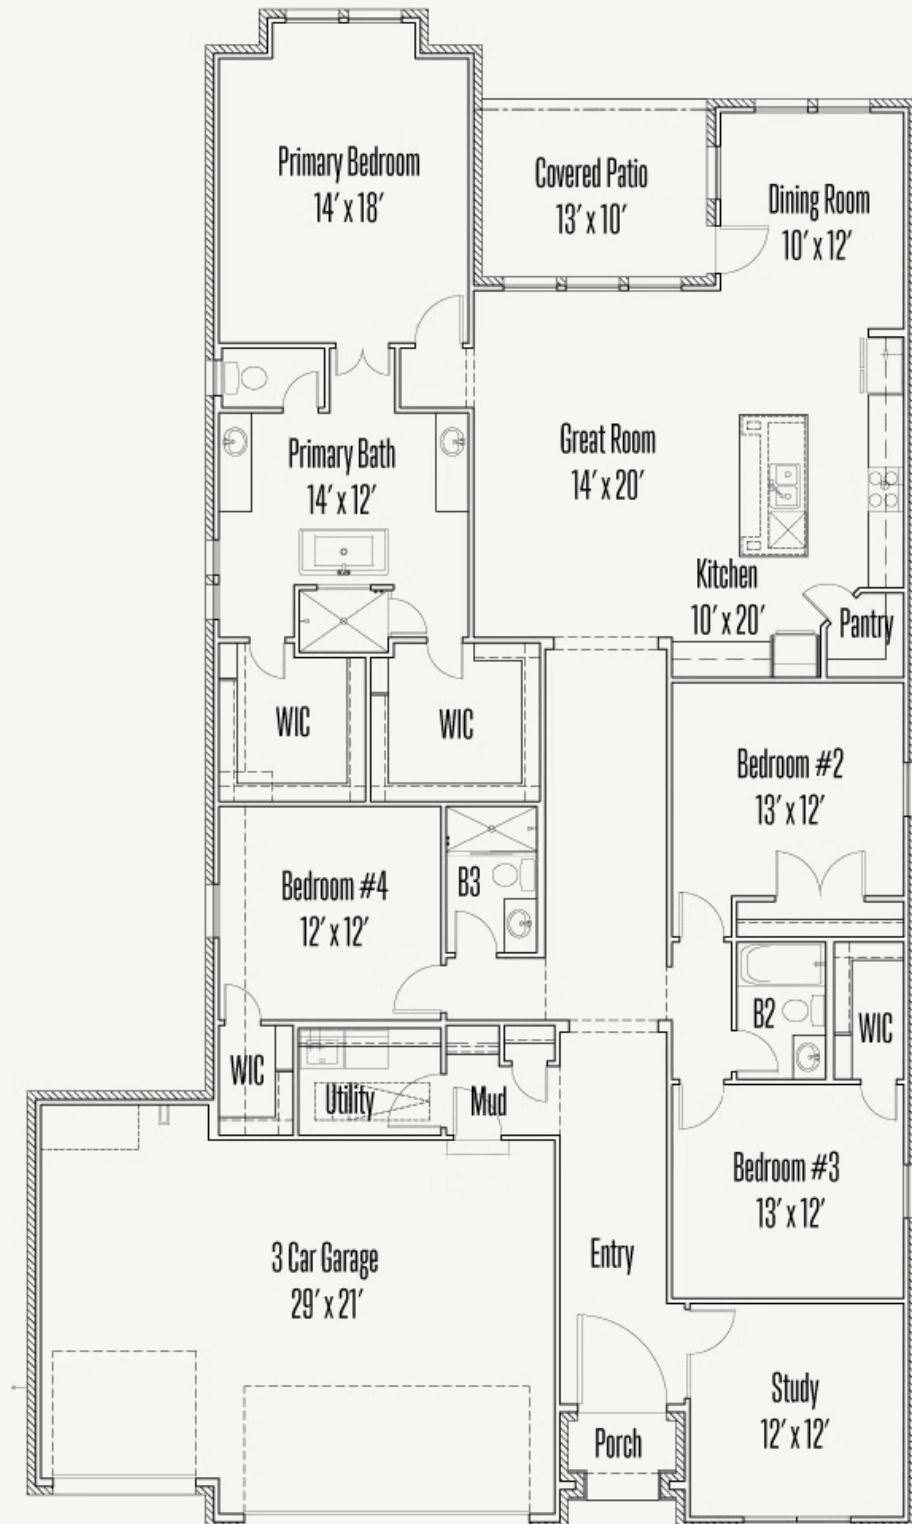 Primary Bedroom
14' x 18'
Covered Patio
13' x 10'
Dining Room
10' x 12'
Great Room
14' x 20'
Primary Bath
14' x 12'
Kitchen
10' x 20'
Pantry
WIC
WIC
Bedroom #2
13' x 12'
Bedroom #4
12' x 12'
B3
B2
WIC
WIC
Utility
Mud
Bedroom #3
13' x 12'
Entry
3 Car Garage
29' x 21'
Study
12' x 12'
Porch